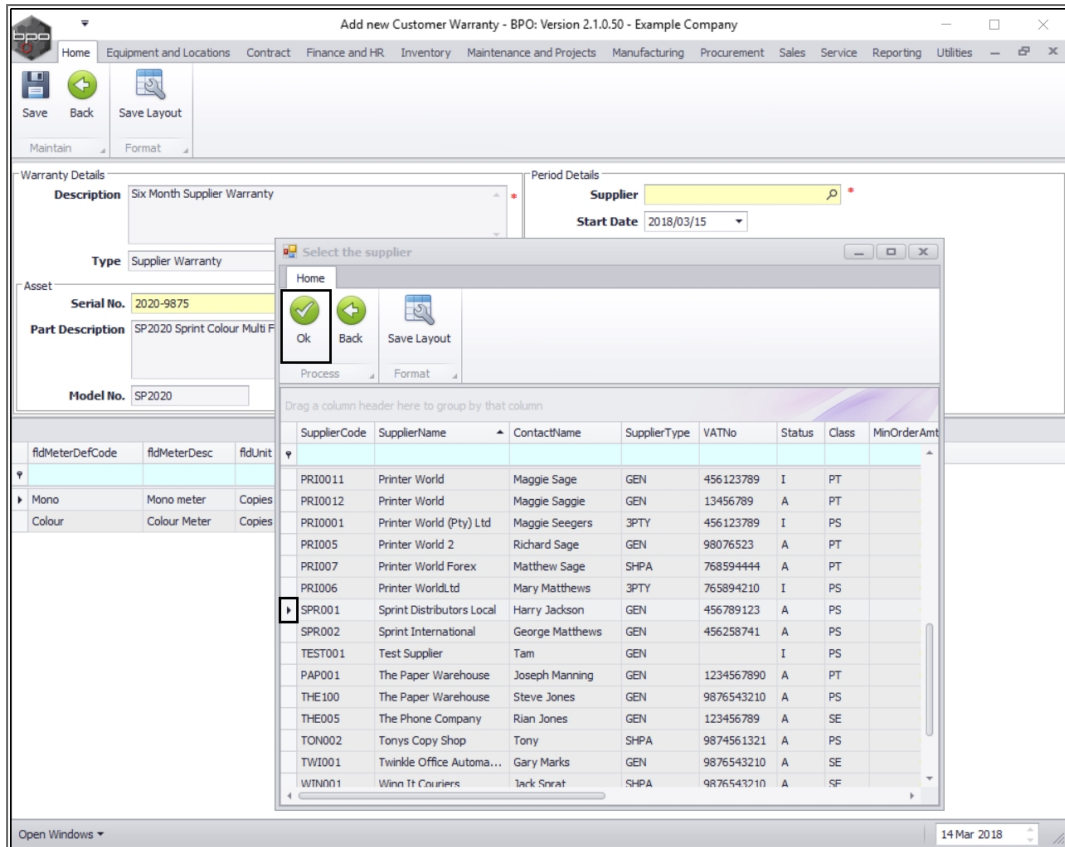 Add new Customer Warranty - BPO: Version 2.1.0.50 - Example Company
bpo
Home Equipment and Locations Contract Finance and HR Inventory Maintenance and Projects Manufacturing Procurement Sales Service Reporting Utilities
Save Back Save Layout
Maintain Format
Warranty Details
Description Six Month Supplier Warranty *
Type Supplier Warranty
Period Details
Supplier *
Start Date 2018/03/15
Asset
Serial No. 2020-9875
Part Description SP2020 Sprint Colour Multi F
Model No. SP2020
fldMeterDefCode fldMeterDesc fldUnit
Mono Mono meter Copies
Colour Colour Meter Copies
Select the supplier
Home
Ok Back Save Layout
Process Format
Drag a column header here to group by that column
SupplierCode SupplierName ContactName SupplierType VATNo Status Class MinOrderAmt
PRI0011 Printer World Maggie Sage GEN 456123789 I PT
PRI0012 Printer World Maggie Saggie GEN 13456789 A PT
PRI0001 Printer World (Pty) Ltd Maggie Seegers 3PTY 456123789 I PS
PRI005 Printer World 2 Richard Sage GEN 98076523 A PT
PRI007 Printer World Forex Matthew Sage SHPA 768594444 A PT
PRI006 Printer WorldLtd Mary Matthews 3PTY 765894210 I PS
SPR001 Sprint Distributors Local Harry Jackson GEN 456789123 A PS
SPR002 Sprint International George Matthews GEN 456258741 A PS
TEST001 Test Supplier Tam GEN I PS
PAP001 The Paper Warehouse Joseph Manning GEN 1234567890 A PT
THE100 The Paper Warehouse Steve Jones GEN 9876543210 A PS
THE005 The Phone Company Rian Jones GEN 123456789 A SE
TON002 Tonys Copy Shop Tony SHPA 9874561321 A PS
TWI001 Twinkle Office Automa... Gary Marks GEN 9876543210 A SE
WIN001 Wing It Couriers Jack Sprat SHPA 9876543210 A SE
Open Windows 14 Mar 2018